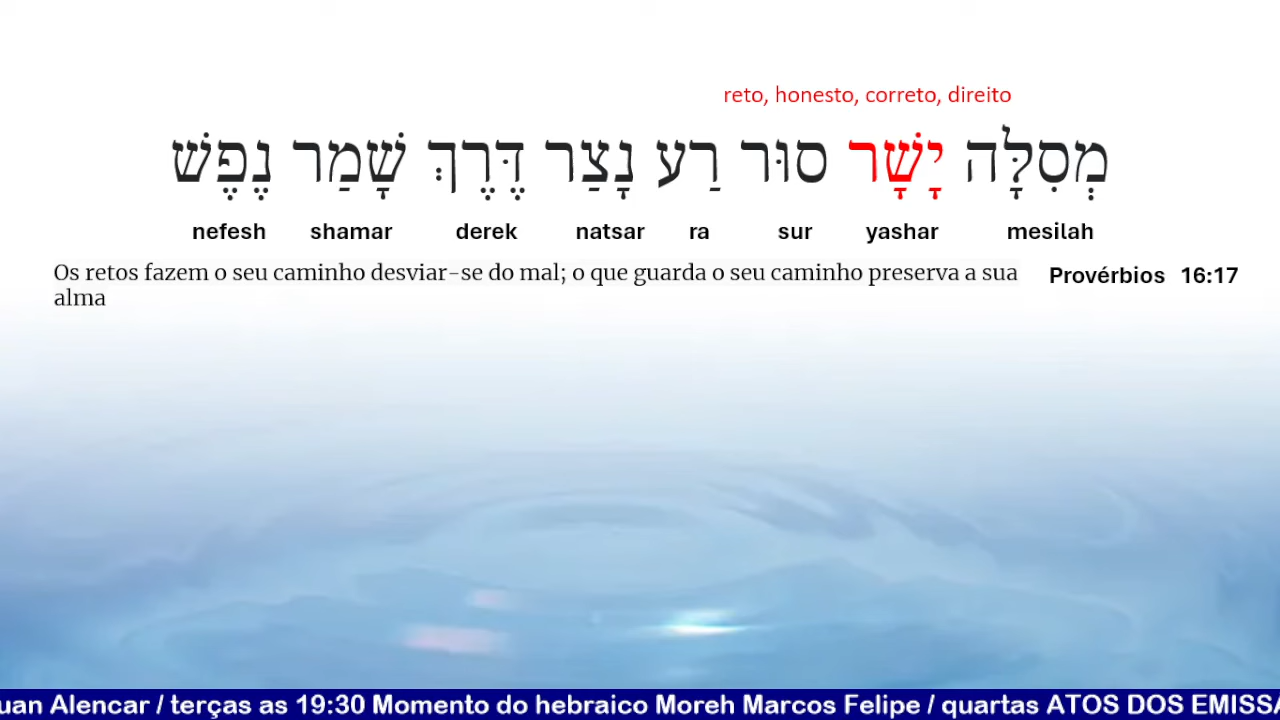 reto, honesto, correto, direito
מְסִלָּה יָשָׁר סוּר רַע נָצַר דֶּרֶךְ שָׁמַר נֶפֶשׁ
nefesh shamar derek natsar ra sur yashar mesilah
Os retos fazem o seu caminho desviar-se do mal; o que guarda o seu caminho preserva a sua
alma
Provérbios 16:17
uan Alencar / terças as 19:30 Momento do hebraico Moreh Marcos Felipe / quartas ATOS DOS EMISSA